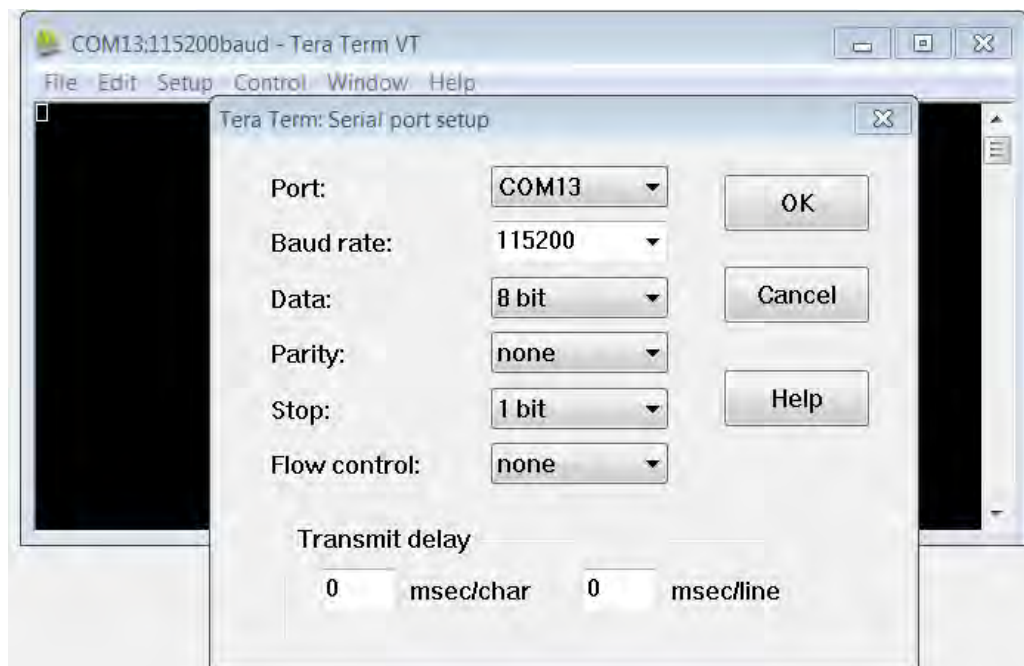 COM13:115200baud - Tera Term VT
File Edit Setup Control Window Help
Tera Term: Serial port setup
Port: COM13
OK
Baud rate: 115200
Data: 8 bit
Cancel
Parity: none
Stop: 1 bit
Help
Flow control: none
Transmit delay
0 msec/char 0 msec/line